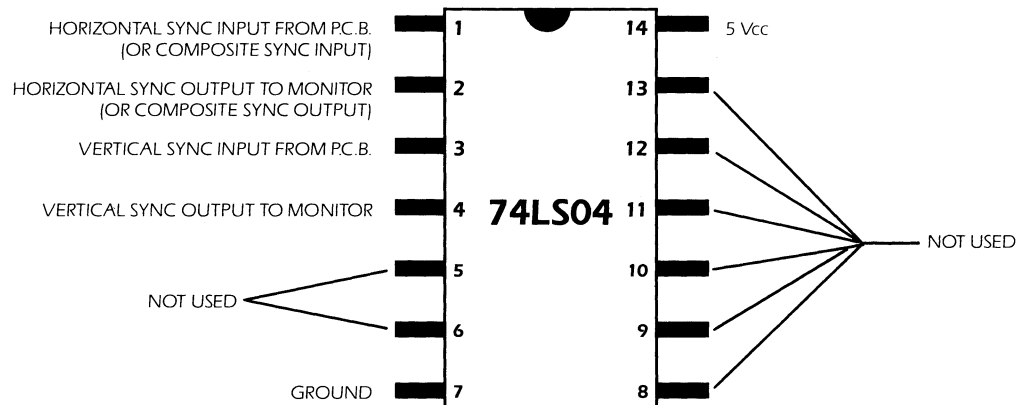 HORIZONTAL SYNC INPUT FROM P.C.B.
(OR COMPOSITE SYNC INPUT)
HORIZONTAL SYNC OUTPUT TO MONITOR
(OR COMPOSITE SYNC OUTPUT)
VERTICAL SYNC INPUT FROM P.C.B.
VERTICAL SYNC OUTPUT TO MONITOR
NOT USED
GROUND
1
2
3
4
5
6
7
74LS04
14
13
12
11
10
9
8
5 Vcc
NOT USED